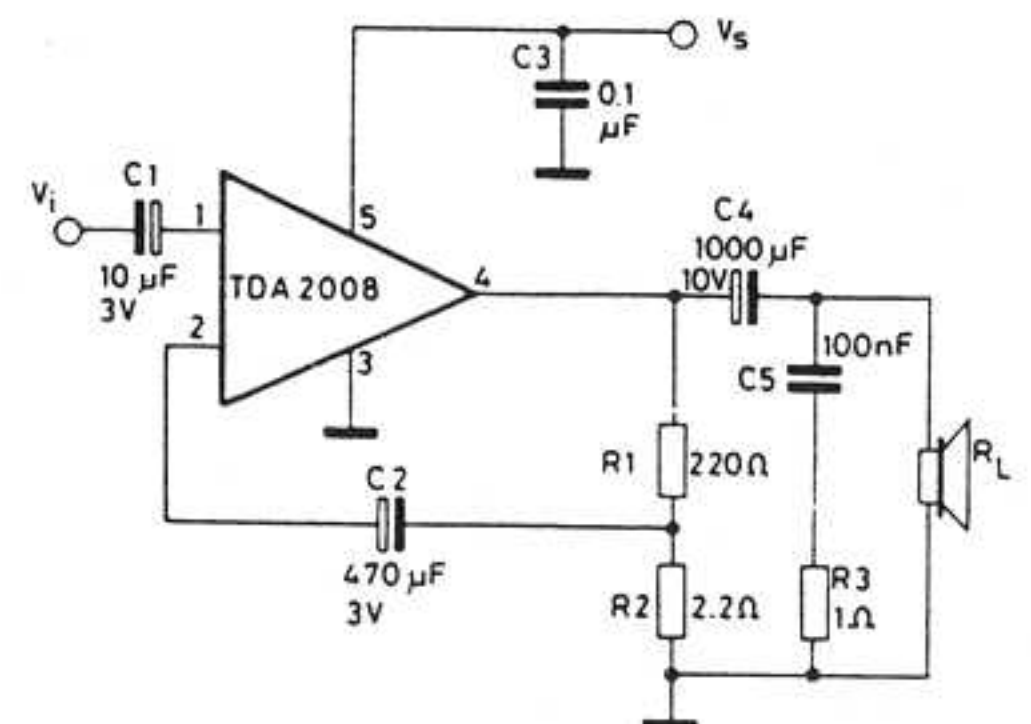 Vs
C3
0.1
µF
C1
Vi
1
10 µF
3V
5
TDA 2008
4
C4
1000 µF
10V
2
3
100nF
C5
R1
220Ω
RL
C2
470 µF
3V
R2
2.2Ω
R3
1Ω